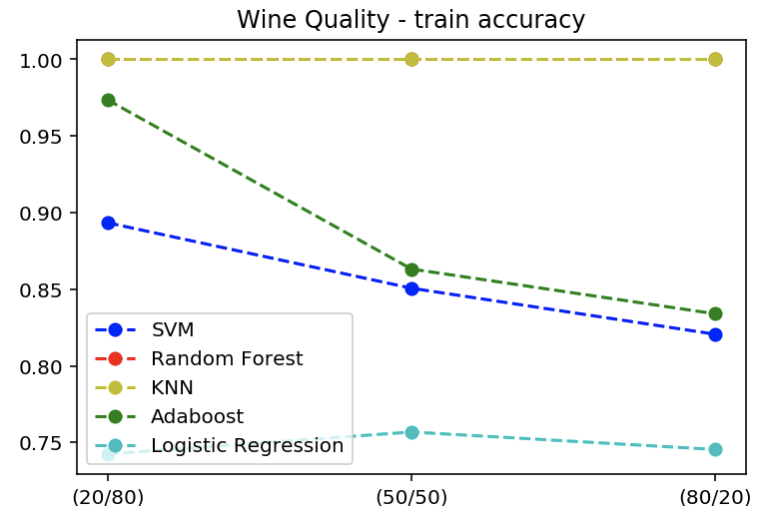 Wine Quality - train accuracy
1.00
0.95
0.90
0.85
0.80
0.75
SVM
Random Forest
KNN
Adaboost
Logistic Regression
(20/80) (50/50) (80/20)